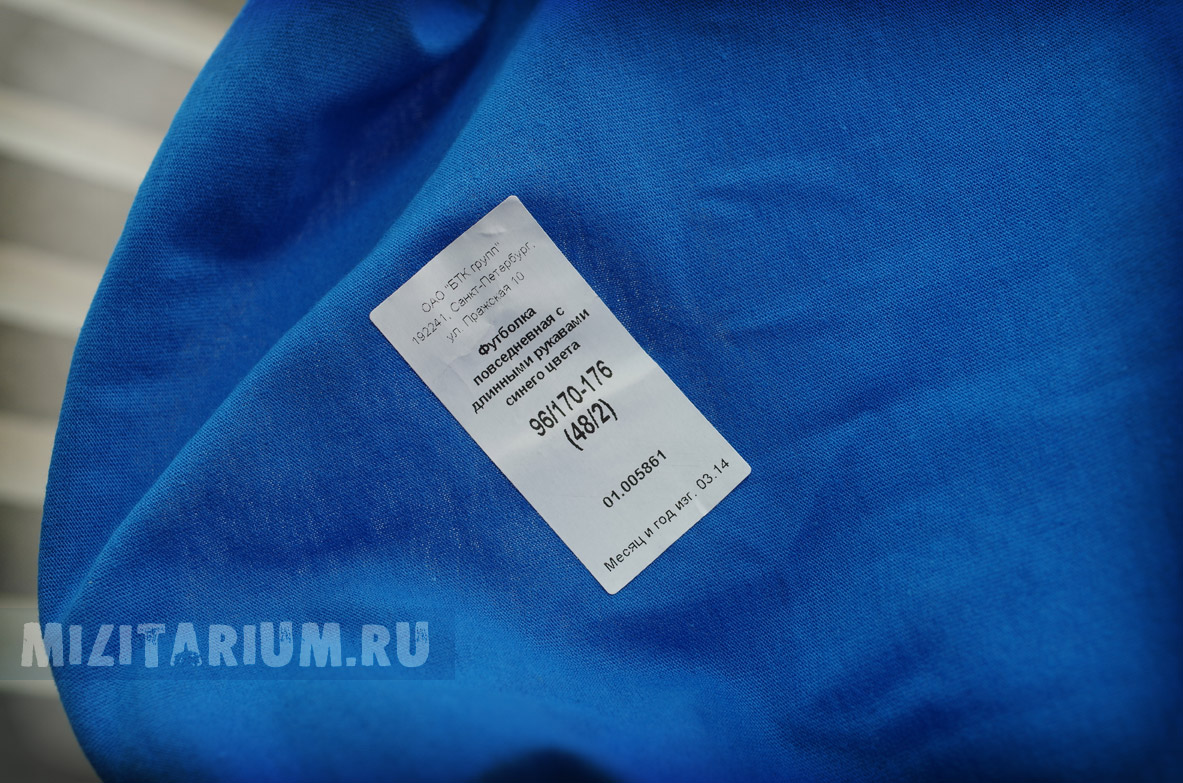 ОАО "БТК групп"
192241, Санкт-Петербург,
ул. Пражская 10
Футболка
повседневная с
длинными рукавами
синего цвета
96/170-176
(48/2)
01.005861
Месяц и год изг. 03.14
MIZITARIUM.RU